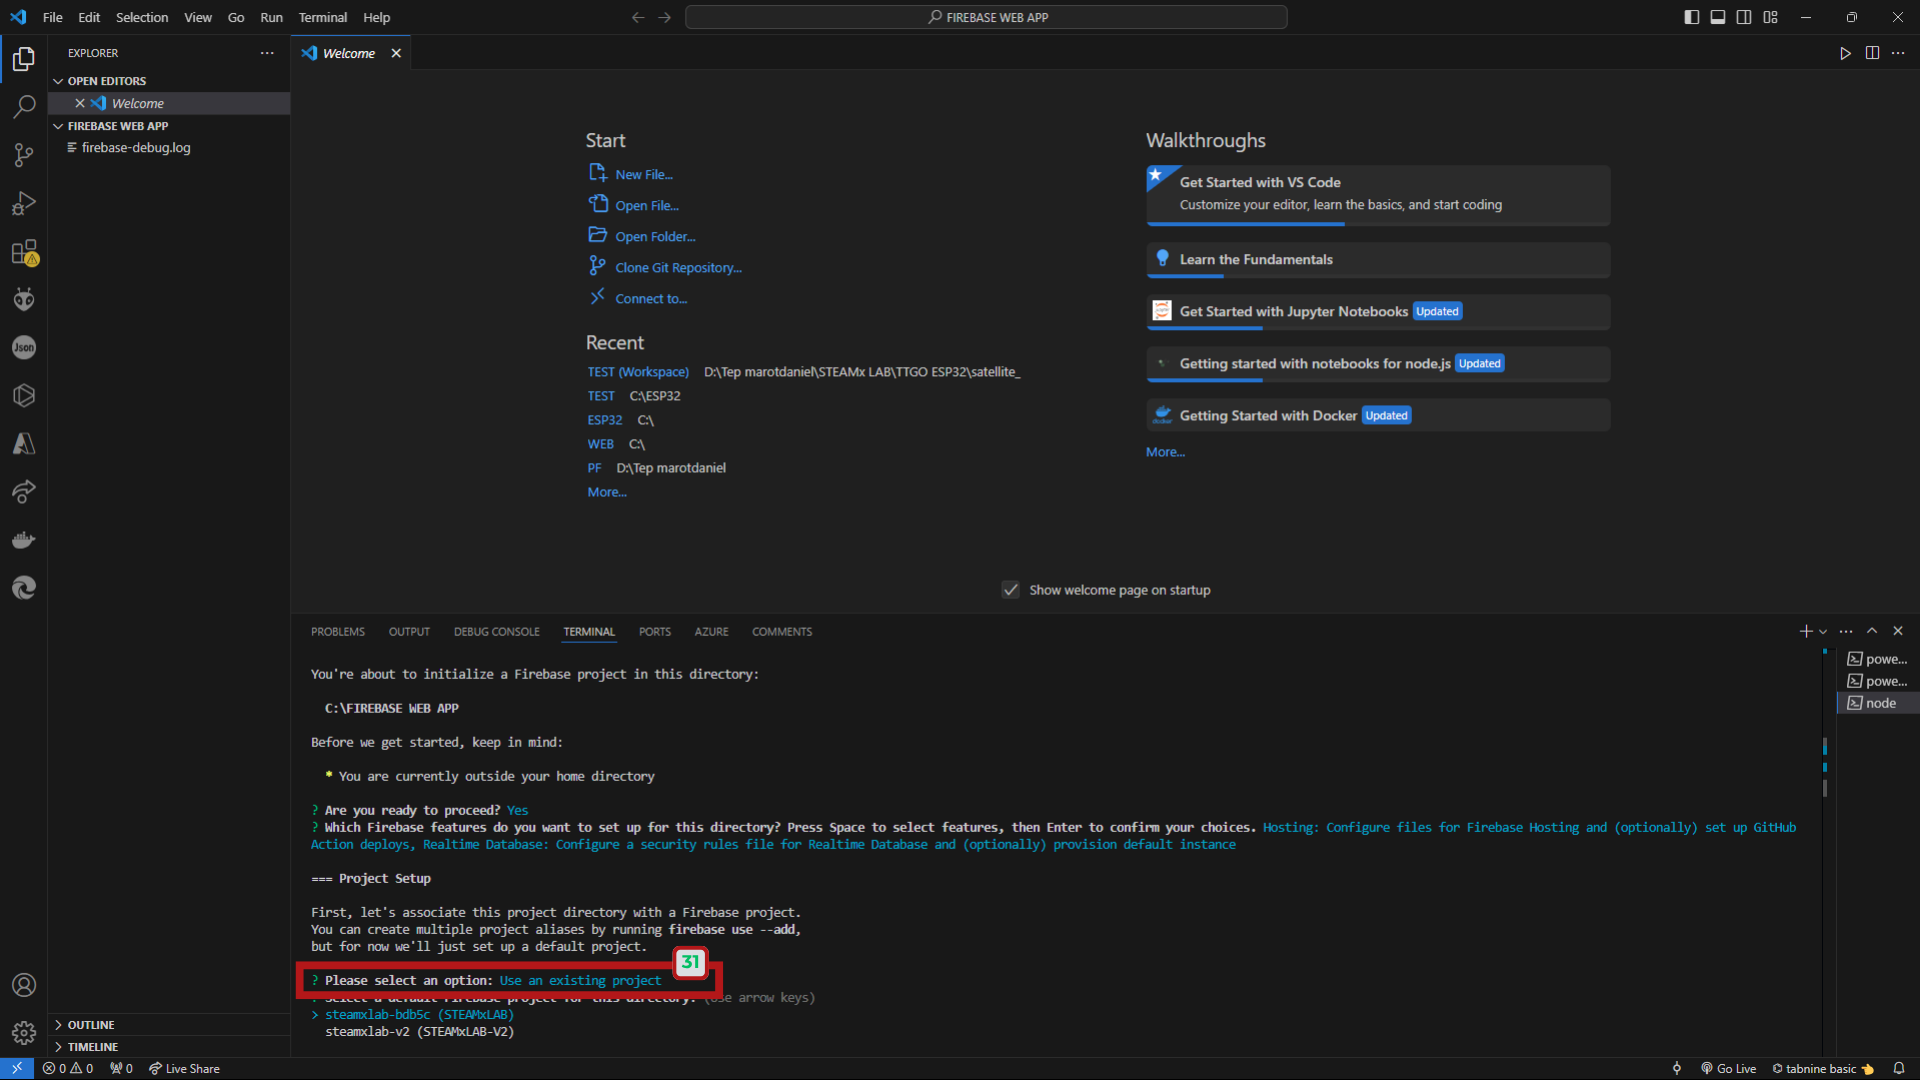 File Edit Selection View Go Run Terminal Help
FIREBASE WEB APP
EXPLORER
Welcome
OPEN EDITORS
Welcome
FIREBASE WEB APP
firebase-debug.log
Start
New File...
Open File...
Open Folder...
Clone Git Repository...
Connect to...
Recent
TEST (Workspace) D:\Tep marotdaniel\STEAMx LAB\TTGO ESP32\satellite_
TEST C:\ESP32
ESP32 C:\
WEB C:\
PF D:\Tep marotdaniel
More...
Walkthroughs
Get Started with VS Code
Customize your editor, learn the basics, and start coding
Learn the Fundamentals
Get Started with Jupyter Notebooks Updated
Getting started with notebooks for node.js Updated
Getting Started with Docker Updated
More...
Show welcome page on startup
Json
PROBLEMS OUTPUT DEBUG CONSOLE TERMINAL PORTS AZURE COMMENTS
You're about to initialize a Firebase project in this directory:
C:\FIREBASE WEB APP
Before we get started, keep in mind:
* You are currently outside your home directory
? Are you ready to proceed? Yes
? Which Firebase features do you want to set up for this directory? Press Space to select features, then Enter to confirm your choices. Hosting: Configure files for Firebase Hosting and (optionally) set up GitHub
Action deploys, Realtime Database: Configure a security rules file for Realtime Database and (optionally) provision default instance
=== Project Setup
First, let's associate this project directory with a Firebase project.
You can create multiple project aliases by running firebase use --add,
but for now we'll just set up a default project.
31
? Please select an option: Use an existing project
? Select a default Firebase project for this directory: (Use arrow keys)
> steamxlab-bdb5c (STEAMxLAB)
steamxlab-v2 (STEAMxLAB-V2)
powe...
powe...
node
OUTLINE
TIMELINE
0 0 0 Live Share
Go Live tabnine basic